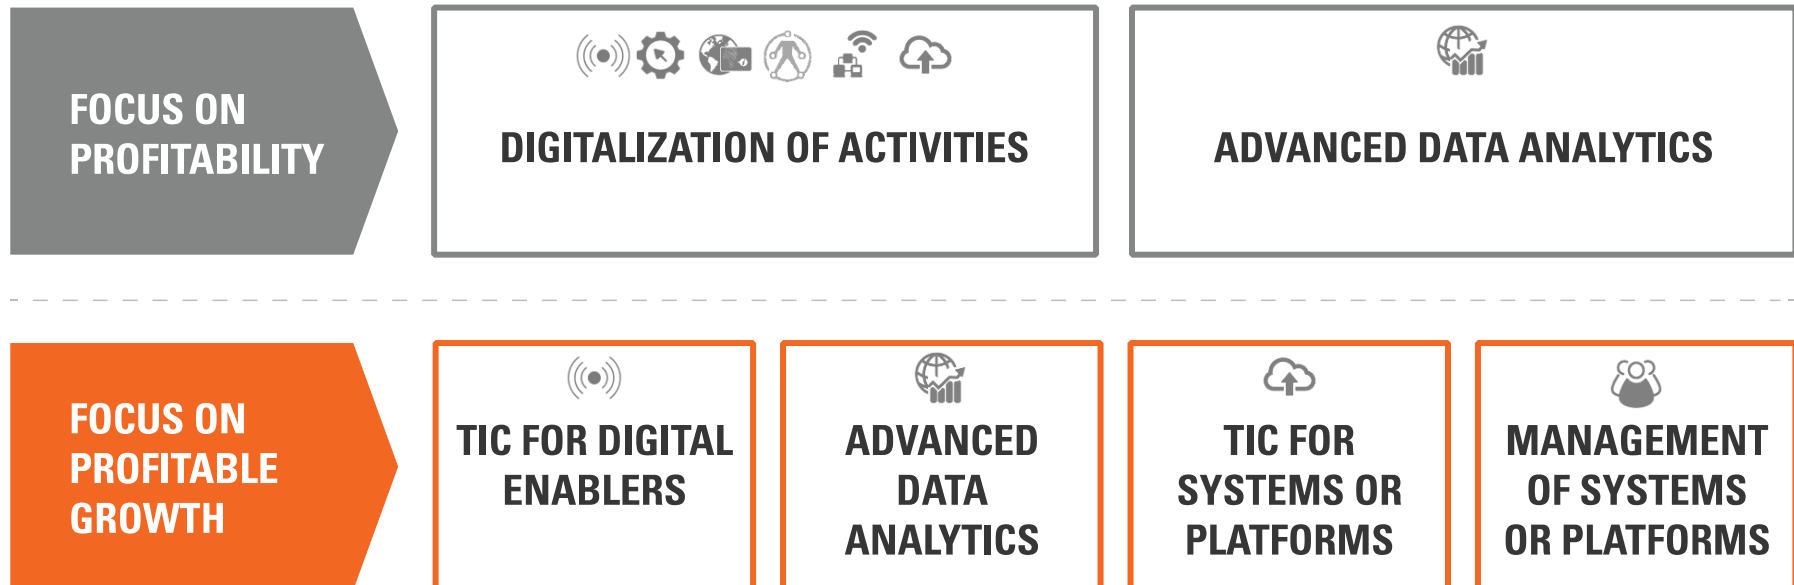 FOCUS ON
PROFITABILITY
DIGITALIZATION OF ACTIVITIES
ADVANCED DATA ANALYTICS
FOCUS ON
PROFITABLE
GROWTH
TIC FOR DIGITAL
ENABLERS
ADVANCED
DATA
ANALYTICS
TIC FOR
SYSTEMS OR
PLATFORMS
MANAGEMENT
OF SYSTEMS
OR PLATFORMS